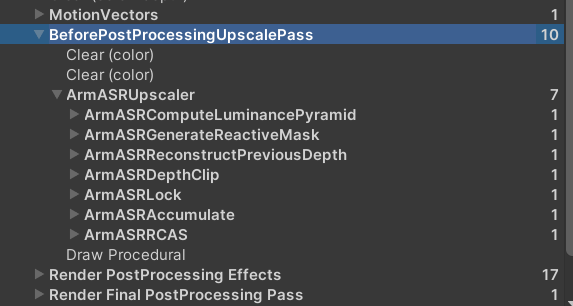 MotionVectors 1
BeforePostProcessingUpscalePass 10
Clear (color)
Clear (color)
ArmASRUpscaler 7
ArmASRComputeLuminancePyramid 1
ArmASRGenerateReactiveMask 1
ArmASRReconstructPreviousDepth 1
ArmASRDepthClip 1
ArmASRLock 1
ArmASRAccumulate 1
ArmASRRCAS 1
Draw Procedural
Render PostProcessing Effects 17
Render Final PostProcessing Pass 1